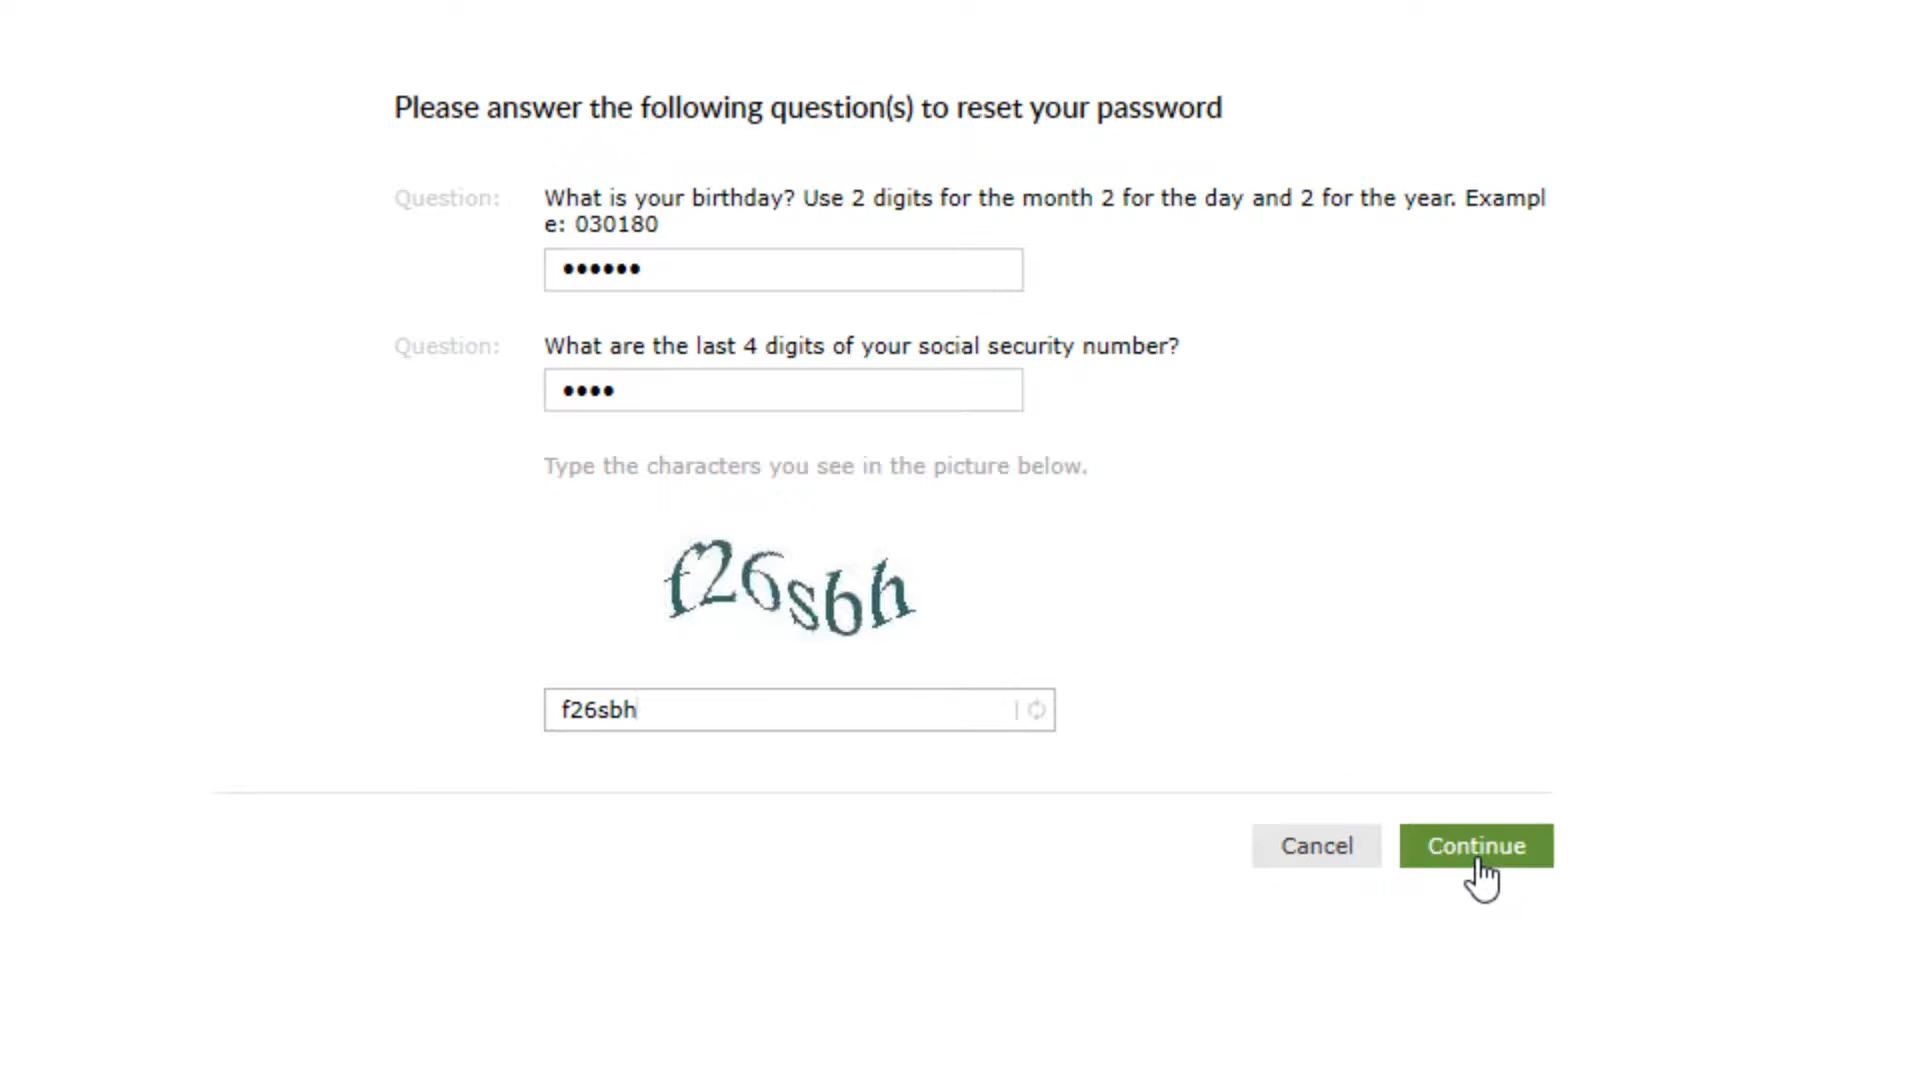 Please answer the following question(s) to reset your password
Question: What is your birthday? Use 2 digits for the month 2 for the day and 2 for the year. Exampl
e: 030180
••••••
Question: What are the last 4 digits of your social security number?
••••
Type the characters you see in the picture below.
f26sbh
f26sbh
Cancel Continue